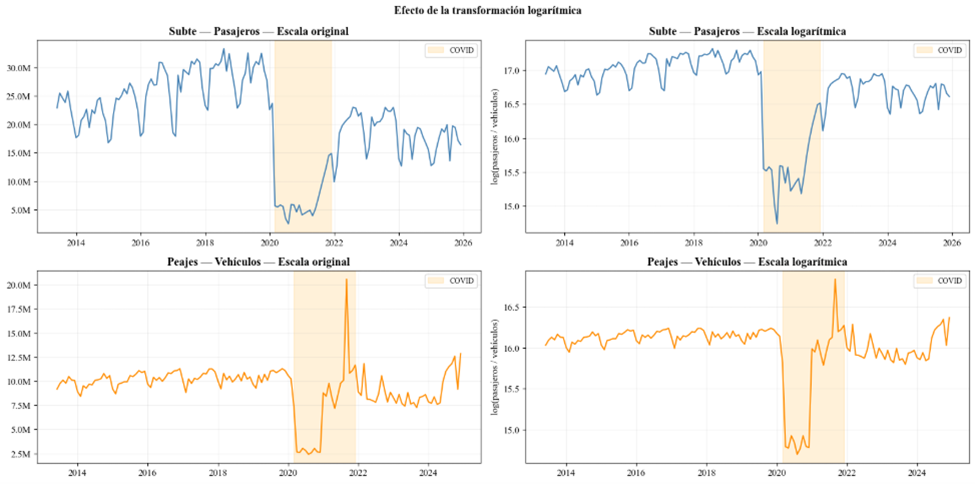 Efecto de la transformación logarítmica
Subte — Pasajeros — Escala original
30.0M
25.0M
20.0M
15.0M
10.0M
5.0M
COVID
2014 2016 2018 2020 2022 2024 2026
Subte — Pasajeros — Escala logarítmica
log(pasajeros / vehículos)
17.0
16.5
16.0
15.5
15.0
COVID
2014 2016 2018 2020 2022 2024 2026
Peajes — Vehículos — Escala original
20.0M
17.5M
15.0M
12.5M
10.0M
7.5M
5.0M
2.5M
COVID
2014 2016 2018 2020 2022 2024
Peajes — Vehículos — Escala logarítmica
log(pasajeros / vehículos)
16.5
16.0
15.5
15.0
COVID
2014 2016 2018 2020 2022 2024